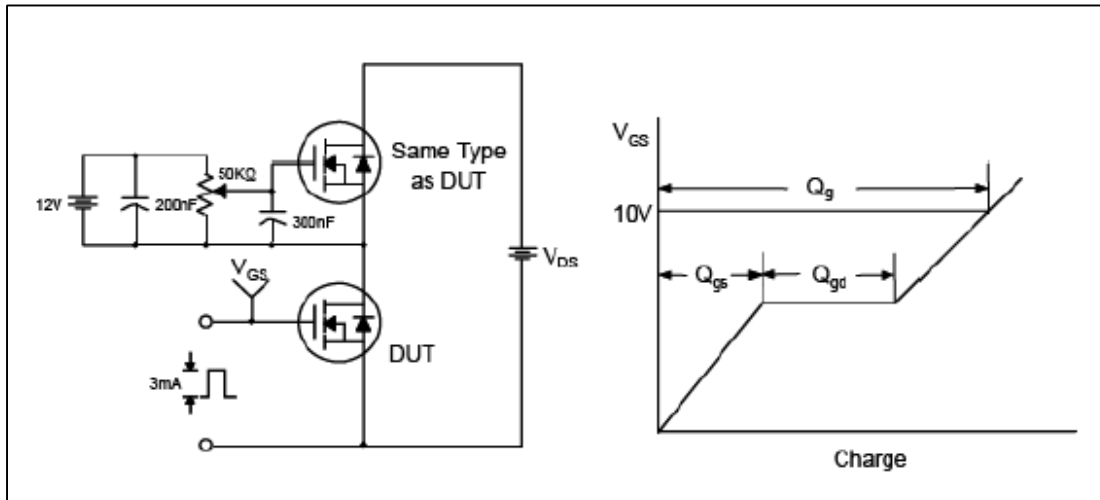 Same Type
as DUT
12V
200nF
50KΩ
300nF
V_GS
DUT
3mA
V_DS
V_GS
10V
Q_g
Q_gs
Q_gd
Charge